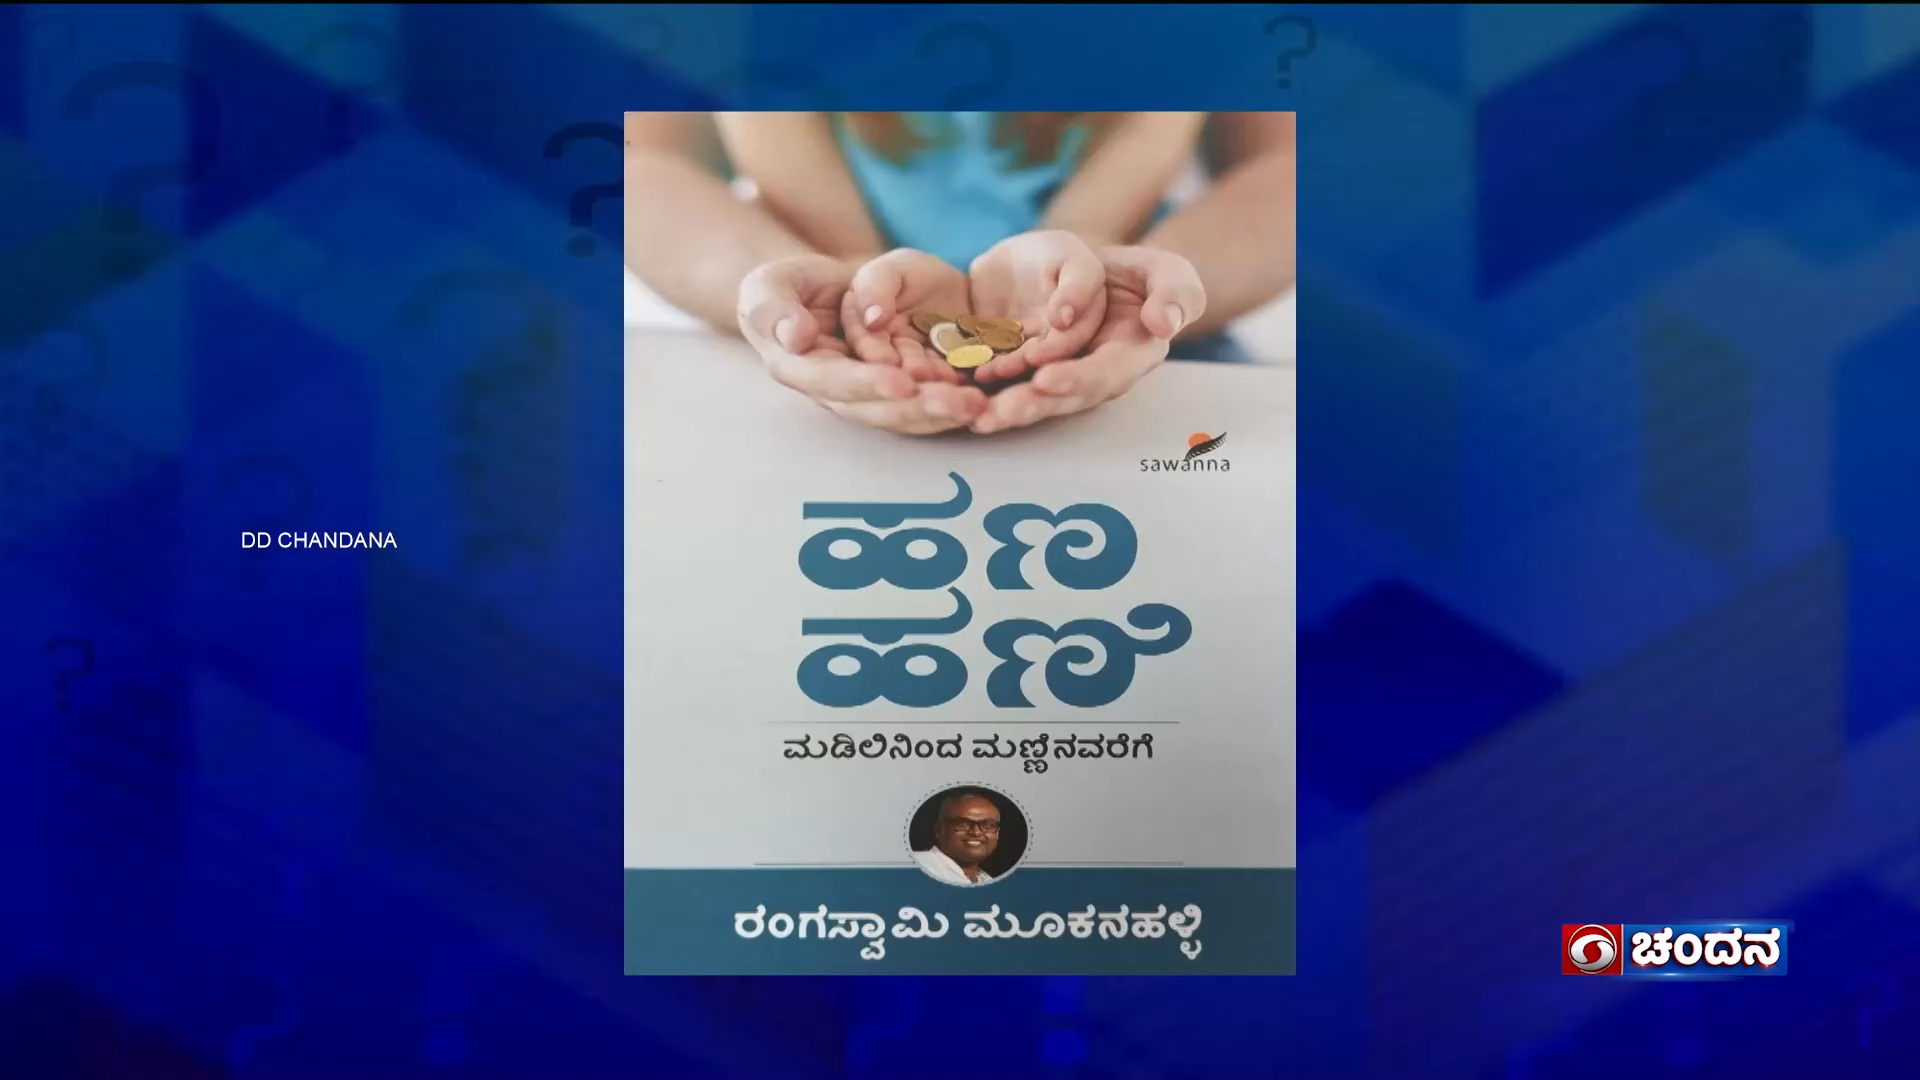 sawanna
ಹಣ
ಹಣಿ
ಮಡಿಲಿನಿಂದ ಮಣ್ಣಿನವರೆಗೆ
ರಂಗಸ್ವಾಮಿ ಮೂಕನಹಳ್ಳಿ
DD CHANDANA
ಚಂದನ